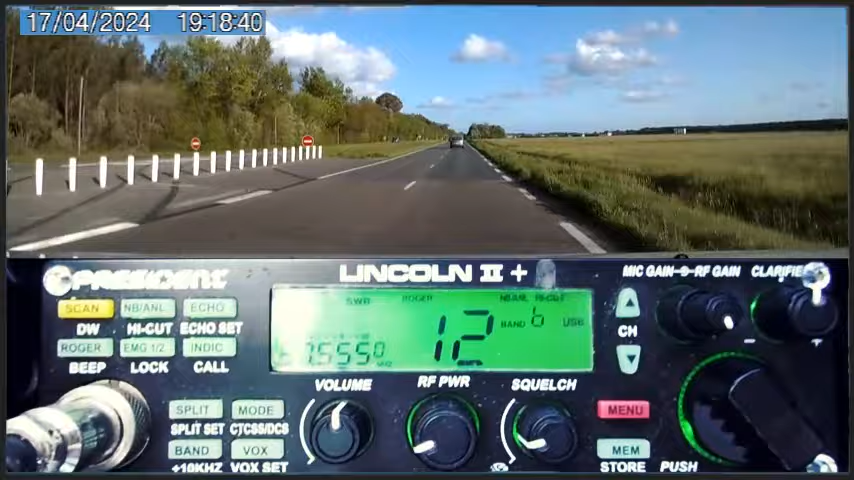 17/04/2024 19:18:40
PRESIDENT LINCOLN II +
MIC GAIN RF GAIN CLARIFIER
SCAN NB/ANL ECHO
DW HI-CUT ECHO SET
ROGER EMG 1/2 INDIC
BEEP LOCK CALL
SWR ROGER NB/ANL HI-CUT
12 BAND 6 USB
7.5550
CH
- +
VOLUME RF PWR SQUELCH
SPLIT MODE
SPLIT SET CTCSS/DCS
BAND VOX
+10KHZ VOX SET
MENU
MEM
STORE PUSH